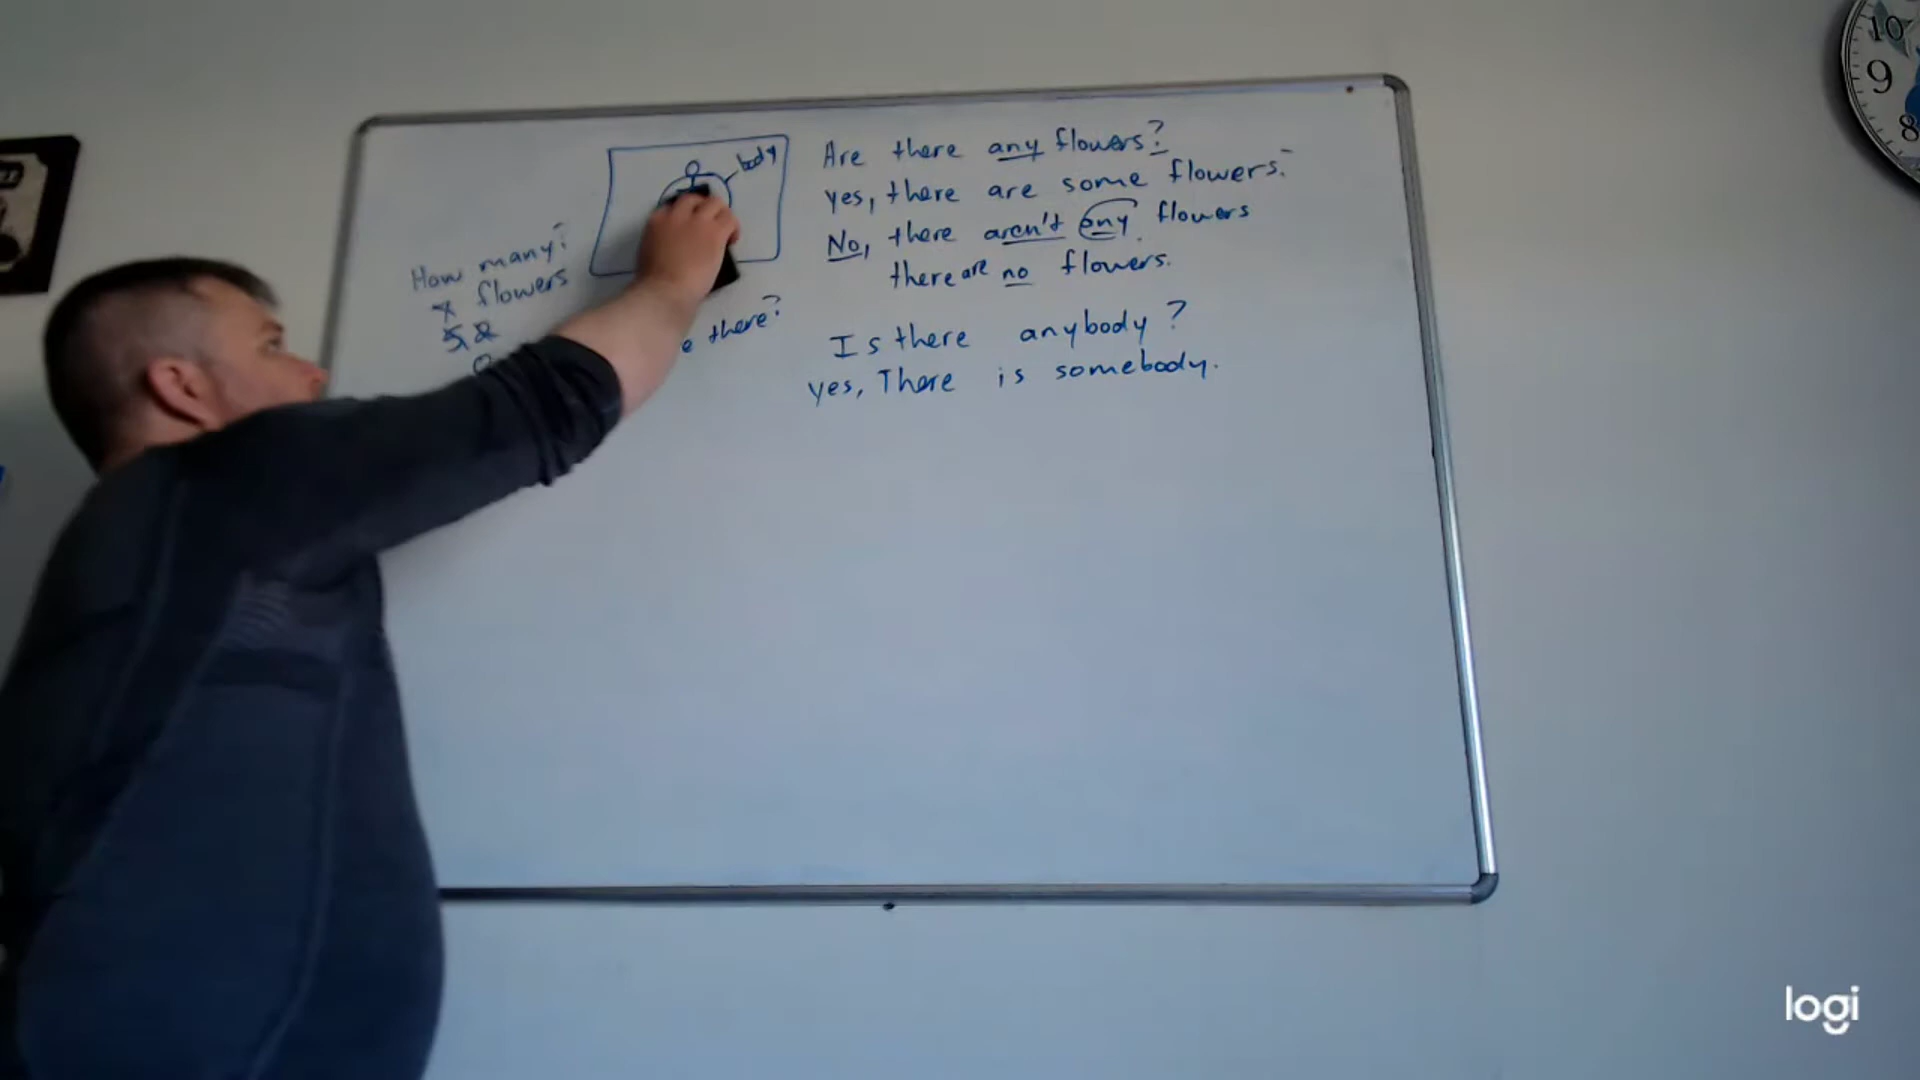 How many?
flowers
e there?
body
Are there any flowers?
yes, there are some flowers.
No, there aren't any flowers
there are no flowers.
Is there anybody?
yes, There is somebody.
10
9
8
logi